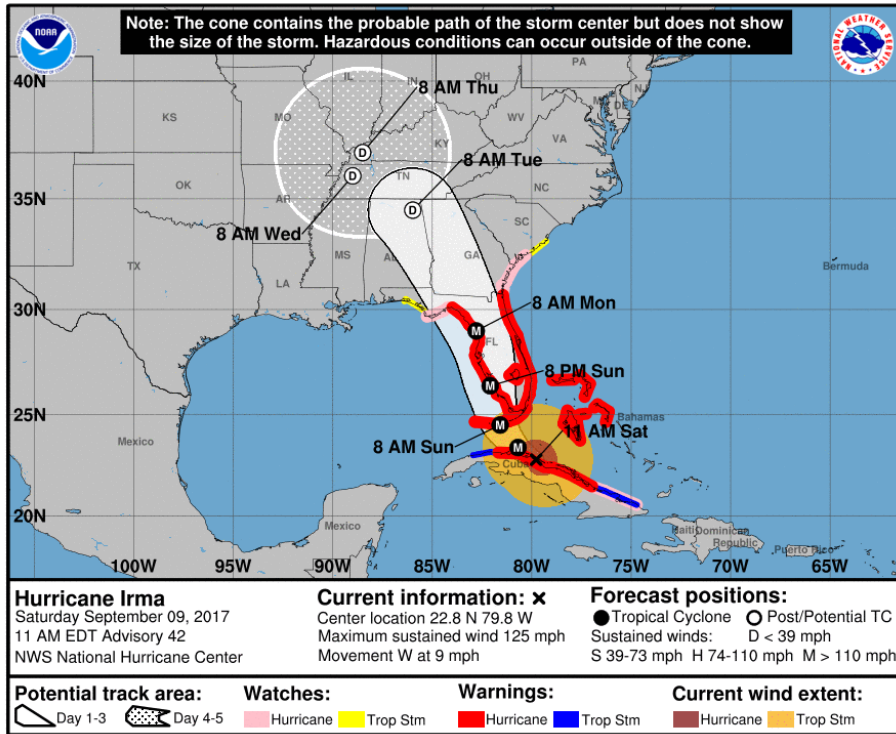 Note: The cone contains the probable path of the storm center but does not show
the size of the storm. Hazardous conditions can occur outside of the cone.
NOAA
NATIONAL WEATHER SERVICE
PA
NJ
40N
IL
IN
OH
8 AM Thu
MD
DE
KS
MO
WV
VA
KY
8 AM Tue
D
D
OK
TN
NC
35N
AR
D
8 AM Wed
SC
MS
AL
GA
TX
LA
Bermuda
30N
8 AM Mon
M
FL
8 PM Sun
M
25N
Bahamas
8 AM Sun
M
11 AM Sat
M
Mexico
Cuba
20N
Mexico
Haiti
Dominican
Republic
Puerto Rico
100W
95W
90W
85W
80W
75W
70W
65W
Hurricane Irma
Saturday September 09, 2017
11 AM EDT Advisory 42
NWS National Hurricane Center
Current information: x
Center location 22.8 N 79.8 W
Maximum sustained wind 125 mph
Movement W at 9 mph
Forecast positions:
Tropical Cyclone Post/Potential TC
Sustained winds: D < 39 mph
S 39-73 mph H 74-110 mph M > 110 mph
Potential track area:
Day 1-3 Day 4-5
Watches:
Hurricane Trop Stm
Warnings:
Hurricane Trop Stm
Current wind extent:
Hurricane Trop Stm